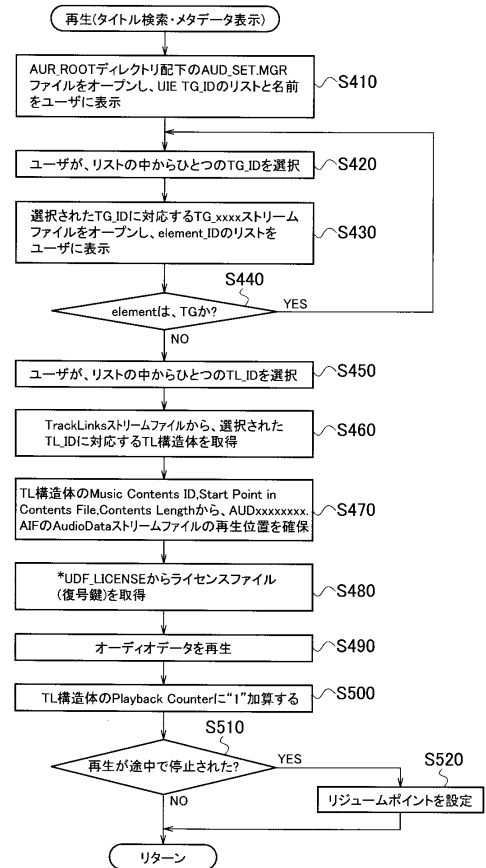 再生(タイトル検索・メタデータ表示)
AUR_ROOTディレクトリ配下のAUD_SET.MGR
ファイルをオープンし、UIE TG_IDのリストと名前
をユーザに表示
S410
ユーザが、リストの中からひとつのTG_IDを選択
S420
選択されたTG_IDに対応するTG_xxxxストリーム
ファイルをオープンし、element_IDのリストを
ユーザに表示
S430
S440
elementは、TGか?
YES
NO
ユーザが、リストの中からひとつのTL_IDを選択
S450
TrackLinksストリームファイルから、選択された
TL_IDに対応するTL構造体を取得
S460
TL構造体のMusic Contents ID,Start Point in
Contents File,Contents Lengthから、AUDxxxxxxxx.
AIFのAudioDataストリームファイルの再生位置を確保
S470
*UDF_LICENSEからライセンスファイル
(復号鍵)を取得
S480
オーディオデータを再生
S490
TL構造体のPlayback Counterに“1”加算する
S500
S510
再生が途中で停止された?
YES
NO
S520
リジュームポイントを設定
リターン